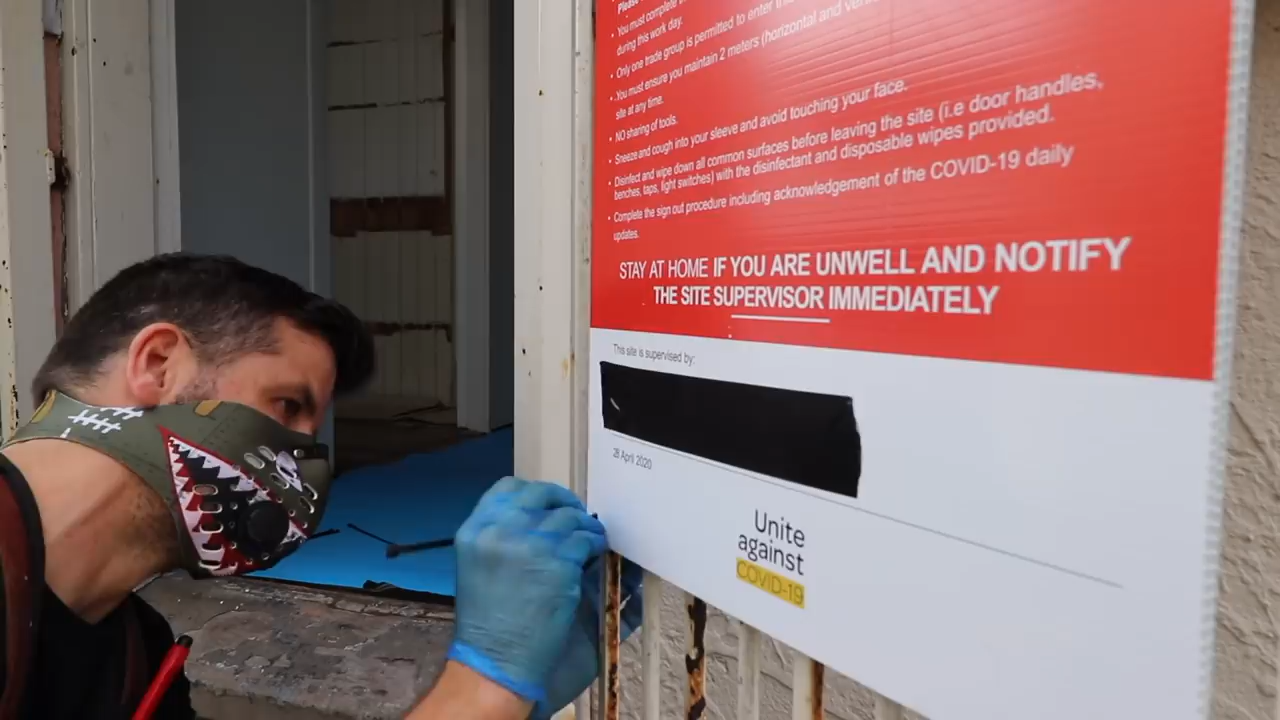 Please
• You must complete
during this work day.
• Only one trade group is permitted to enter
• You must ensure you maintain 2 meters (horizontal and
site at any time.
• NO sharing of tools.
• Sneeze and cough into your sleeve and avoid touching your face.
• Disinfect and wipe down all common surfaces before leaving the site (i.e door handles,
benches, taps, light switches) with the disinfectant and disposable wipes provided.
• Complete the sign out procedure including acknowledgement of the COVID-19 daily
updates.
STAY AT HOME IF YOU ARE UNWELL AND NOTIFY
THE SITE SUPERVISOR IMMEDIATELY
This site is supervised by:
28 April 2020
Unite
against
COVID-19